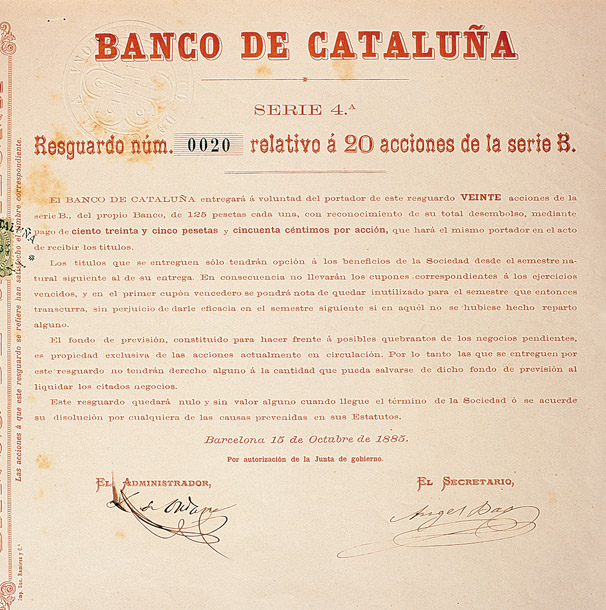 BANCO DE CATALUÑA
SERIE 4.ª
Resguardo núm. 0020 relativo á 20 acciones de la serie B.
El BANCO DE CATALUÑA entregará á voluntad del portador de este resguardo VEINTE acciones de la
serie B., del propio Banco, de 125 pesetas cada una, con reconocimiento de su total desembolso, mediante
pago de ciento treinta y cinco pesetas y cincuenta céntimos por acción, que hará el mismo portador en el acto
de recibir los títulos.
Los títulos que se entreguen sólo tendrán opción á los beneficios de la Sociedad desde el semestre na-
tural siguiente al de su entrega. En consecuencia no llevarán los cupones correspondientes á los ejercicios
vencidos, y en el primer cupón vencedero se pondrá nota de quedar inutilizado para el semestre que entonces
transcurra, sin perjuicio de darle eficacia en el semestre siguiente si en aquél no se hubiese hecho reparto
alguno.
El fondo de previsión, constituído para hacer frente á posibles quebrantos de los negocios pendientes,
es propiedad exclusiva de las acciones actualmente en circulación. Por lo tanto las que se entreguen por
este resguardo no tendrán derecho alguno á la cantidad que pueda salvarse de dicho fondo de previsión al
liquidar los citados negocios.
Este resguardo quedará nulo y sin valor alguno cuando llegue el término de la Sociedad ó se acuerde
su disolución por cualquiera de las causas prevenidas en sus Estatutos.
Barcelona 15 de Octubre de 1885.
Por autorización de la Junta de gobierno.
EL ADMINISTRADOR,
EL SECRETARIO,
Las acciones á que este resguardo se refiere han satisfecho el timbre correspondiente.
Imp. Suc. Ramírez y C.ª